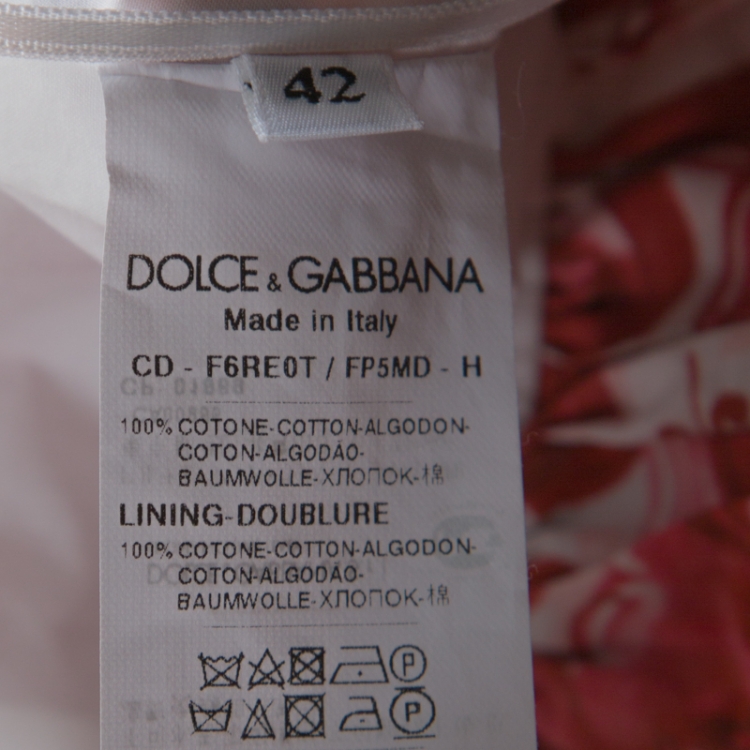 42
DOLCE & GABBANA
Made in Italy
CD - F6RE0T / FP5MD - H
100% COTONE-COTTON-ALGODON-
COTON-ALGODÃO-
BAUMWOLLE-ХЛОПОК-棉
LINING-DOUBLURE
100% COTONE-COTTON-ALGODON-
COTON-ALGODÃO-
BAUMWOLLE-ХЛОПОК-棉
P
P